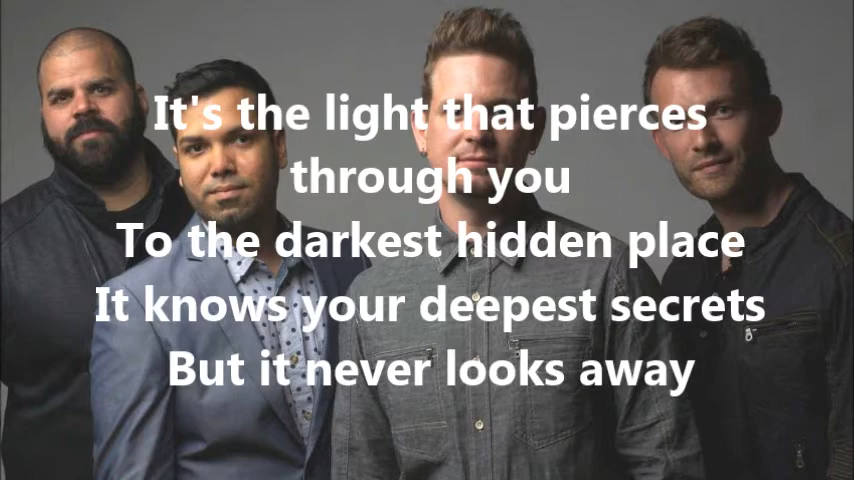 It's the light that pierces
through you
To the darkest hidden place
It knows your deepest secrets
But it never looks away